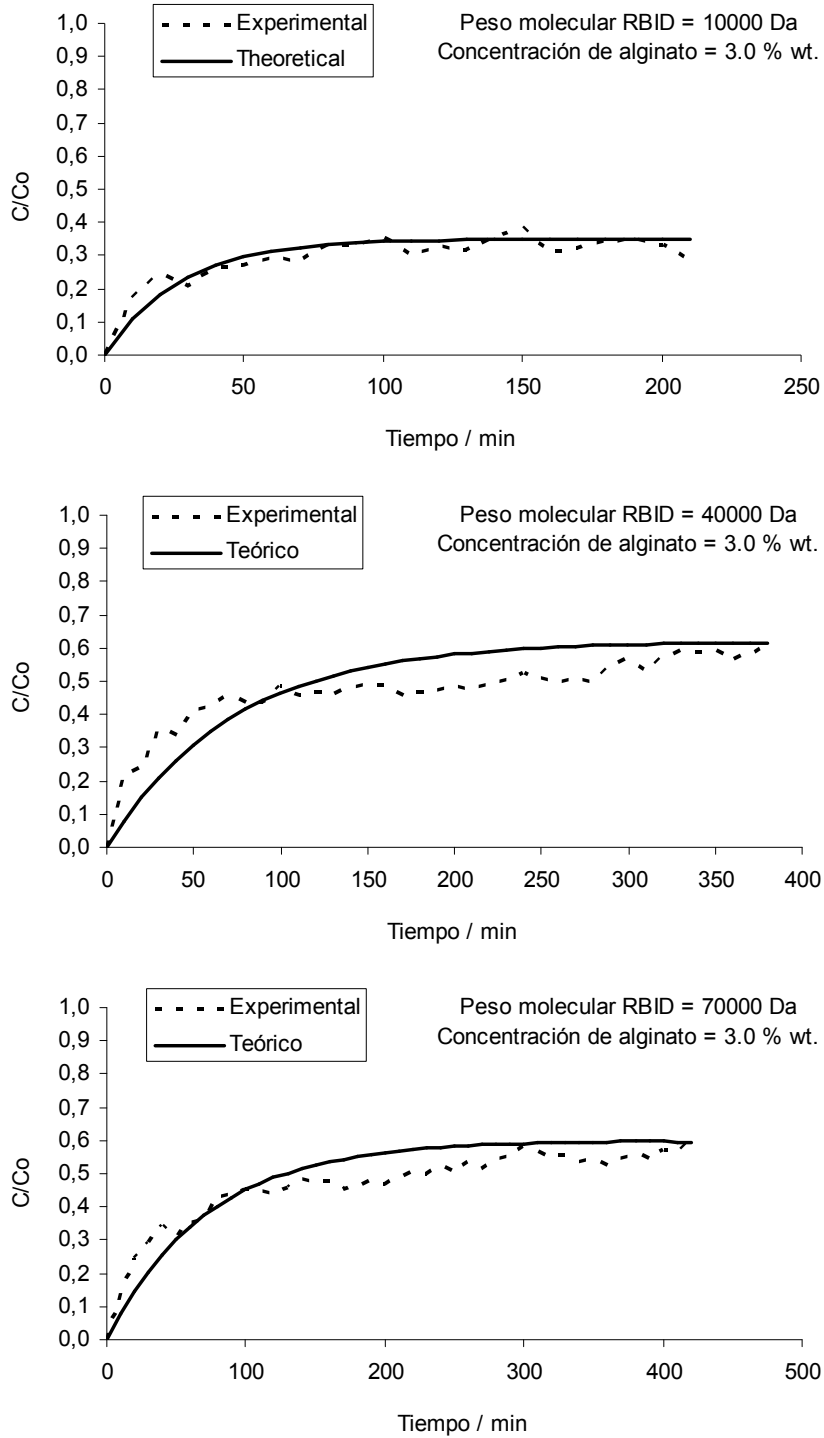 Experimental
Theoretical
Peso molecular RBID = 10000 Da
Concentración de alginato = 3.0 % wt.
1,0
0,9
0,8
0,7
0,6
0,5
0,4
0,3
0,2
0,1
0,0
C/Co
0 50 100 150 200 250
Tiempo / min
Experimental
Teórico
Peso molecular RBID = 40000 Da
Concentración de alginato = 3.0 % wt.
1,0
0,9
0,8
0,7
0,6
0,5
0,4
0,3
0,2
0,1
0,0
C/Co
0 50 100 150 200 250 300 350 400
Tiempo / min
Experimental
Teórico
Peso molecular RBID = 70000 Da
Concentración de alginato = 3.0 % wt.
1,0
0,9
0,8
0,7
0,6
0,5
0,4
0,3
0,2
0,1
0,0
C/Co
0 100 200 300 400 500
Tiempo / min